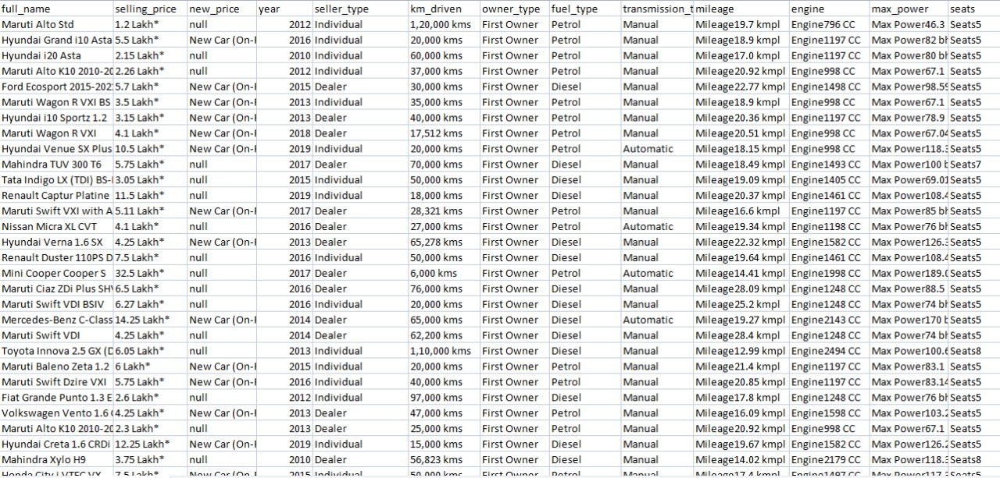 full_name selling_price new_price year seller_type km_driven owner_type fuel_type transmission_t mileage engine max_power seats
Maruti Alto Std 1.2 Lakh* null 2012 Individual 1,20,000 kms First Owner Petrol Manual Mileage19.7 kmpl Engine796 CC Max Power46.3 Seats5
Hyundai Grand i10 Asta 5.5 Lakh* New Car (On- 2016 Individual 20,000 kms First Owner Petrol Manual Mileage18.9 kmpl Engine1197 CC Max Power82 bh Seats5
Hyundai i20 Asta 2.15 Lakh* null 2010 Individual 60,000 kms First Owner Petrol Manual Mileage17.0 kmpl Engine1197 CC Max Power80 bh Seats5
Maruti Alto K10 2010-20 2.26 Lakh* null 2012 Individual 37,000 kms First Owner Petrol Manual Mileage20.92 kmpl Engine998 CC Max Power67.1 Seats5
Ford Ecosport 2015-202 5.7 Lakh* New Car (On- 2015 Dealer 30,000 kms First Owner Diesel Manual Mileage22.77 kmpl Engine1498 CC Max Power98.59 Seats5
Maruti Wagon R VXI BS 3.5 Lakh* New Car (On- 2013 Individual 35,000 kms First Owner Petrol Manual Mileage18.9 kmpl Engine998 CC Max Power67.1 Seats5
Hyundai i10 Sportz 1.2 3.15 Lakh* New Car (On- 2013 Dealer 40,000 kms First Owner Petrol Manual Mileage20.36 kmpl Engine1197 CC Max Power78.9 Seats5
Maruti Wagon R VXI 4.1 Lakh* New Car (On- 2018 Dealer 17,512 kms First Owner Petrol Manual Mileage20.51 kmpl Engine998 CC Max Power67.04 Seats5
Hyundai Venue SX Plus 10.5 Lakh* New Car (On- 2019 Individual 20,000 kms First Owner Petrol Automatic Mileage18.15 kmpl Engine998 CC Max Power118.3 Seats5
Mahindra TUV 300 T6 5.75 Lakh* null 2017 Dealer 70,000 kms First Owner Diesel Manual Mileage18.49 kmpl Engine1493 CC Max Power100 b Seats7
Tata Indigo LX (TDI) BS- 3.05 Lakh* null 2015 Individual 50,000 kms First Owner Diesel Manual Mileage19.09 kmpl Engine1405 CC Max Power69.01 Seats5
Renault Captur Platine 11.5 Lakh* null 2019 Individual 18,000 kms First Owner Diesel Manual Mileage20.37 kmpl Engine1461 CC Max Power108.4 Seats5
Maruti Swift VXI with A 5.11 Lakh* New Car (On- 2017 Dealer 28,321 kms First Owner Petrol Manual Mileage16.6 kmpl Engine1197 CC Max Power85 bh Seats5
Nissan Micra XL CVT 4.1 Lakh* null 2016 Dealer 27,000 kms First Owner Petrol Automatic Mileage19.34 kmpl Engine1198 CC Max Power76 bh Seats5
Hyundai Verna 1.6 SX 4.25 Lakh* New Car (On- 2013 Dealer 65,278 kms First Owner Diesel Manual Mileage22.32 kmpl Engine1582 CC Max Power126.3 Seats5
Renault Duster 110PS D 7.5 Lakh* null 2016 Individual 50,000 kms First Owner Diesel Manual Mileage19.64 kmpl Engine1461 CC Max Power108.4 Seats5
Mini Cooper Cooper S 32.5 Lakh* null 2017 Dealer 6,000 kms First Owner Petrol Automatic Mileage14.41 kmpl Engine1998 CC Max Power189.0 Seats5
Maruti Ciaz ZDi Plus SHV 6.5 Lakh* null 2016 Dealer 76,000 kms First Owner Diesel Manual Mileage28.09 kmpl Engine1248 CC Max Power88.5 Seats5
Maruti Swift VDI BSIV 6.27 Lakh* null 2016 Individual 20,000 kms First Owner Diesel Manual Mileage25.2 kmpl Engine1248 CC Max Power74 bh Seats5
Mercedes-Benz C-Class 14.25 Lakh* New Car (On- 2014 Dealer 65,000 kms First Owner Diesel Automatic Mileage19.27 kmpl Engine2143 CC Max Power170 b Seats5
Maruti Swift VDI 4.25 Lakh* null 2014 Dealer 62,200 kms First Owner Diesel Manual Mileage28.4 kmpl Engine1248 CC Max Power74 bh Seats5
Toyota Innova 2.5 GX (D 6.05 Lakh* null 2013 Individual 1,10,000 kms First Owner Diesel Manual Mileage12.99 kmpl Engine2494 CC Max Power100.6 Seats8
Maruti Baleno Zeta 1.2 6 Lakh* New Car (On- 2015 Individual 20,000 kms First Owner Petrol Manual Mileage21.4 kmpl Engine1197 CC Max Power83.1 Seats5
Maruti Swift Dzire VXI 5.75 Lakh* New Car (On- 2016 Individual 40,000 kms First Owner Petrol Manual Mileage20.85 kmpl Engine1197 CC Max Power83.14 Seats5
Fiat Grande Punto 1.3 E 2.6 Lakh* null 2012 Individual 97,000 kms First Owner Diesel Manual Mileage17.8 kmpl Engine1248 CC Max Power76 bh Seats5
Volkswagen Vento 1.6 4.25 Lakh* New Car (On- 2013 Dealer 47,000 kms First Owner Petrol Manual Mileage16.09 kmpl Engine1598 CC Max Power103.2 Seats5
Maruti Alto K10 2010-20 2.3 Lakh* null 2013 Dealer 25,000 kms First Owner Petrol Manual Mileage20.92 kmpl Engine998 CC Max Power67.1 Seats5
Hyundai Creta 1.6 CRDi 12.25 Lakh* New Car (On- 2019 Individual 15,000 kms First Owner Diesel Manual Mileage19.67 kmpl Engine1582 CC Max Power126.2 Seats5
Mahindra Xylo H9 3.75 Lakh* null 2010 Dealer 56,823 kms First Owner Diesel Manual Mileage14.02 kmpl Engine2179 CC Max Power118.3 Seats8
Honda City i VTEC VX 7.5 Lakh* New Car (On- 2015 Individual 50,000 kms First Owner Petrol Manual Mileage17.4 kmpl Engine1497 CC Max Power117.3 Seats5